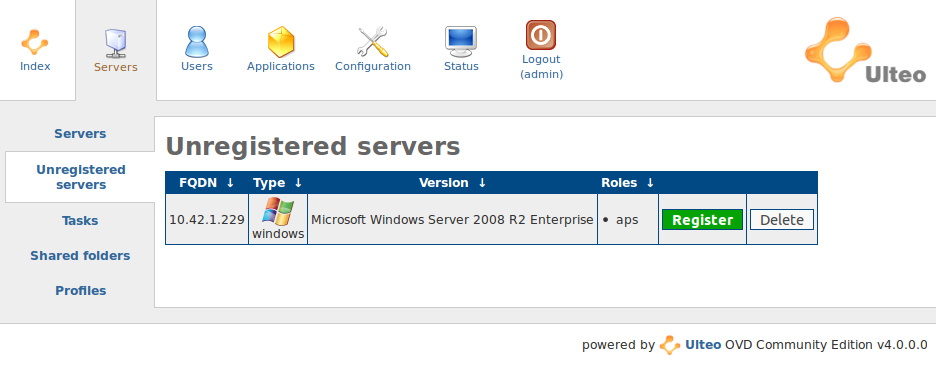 Index
Servers
Users
Applications
Configuration
Status
Logout
(admin)
Ulteo
Servers
Unregistered
servers
Tasks
Shared folders
Profiles
Unregistered servers
FQDN ↓ Type ↓ Version ↓ Roles ↓
10.42.1.229 windows Microsoft Windows Server 2008 R2 Enterprise • aps Register Delete
powered by Ulteo OVD Community Edition v4.0.0.0